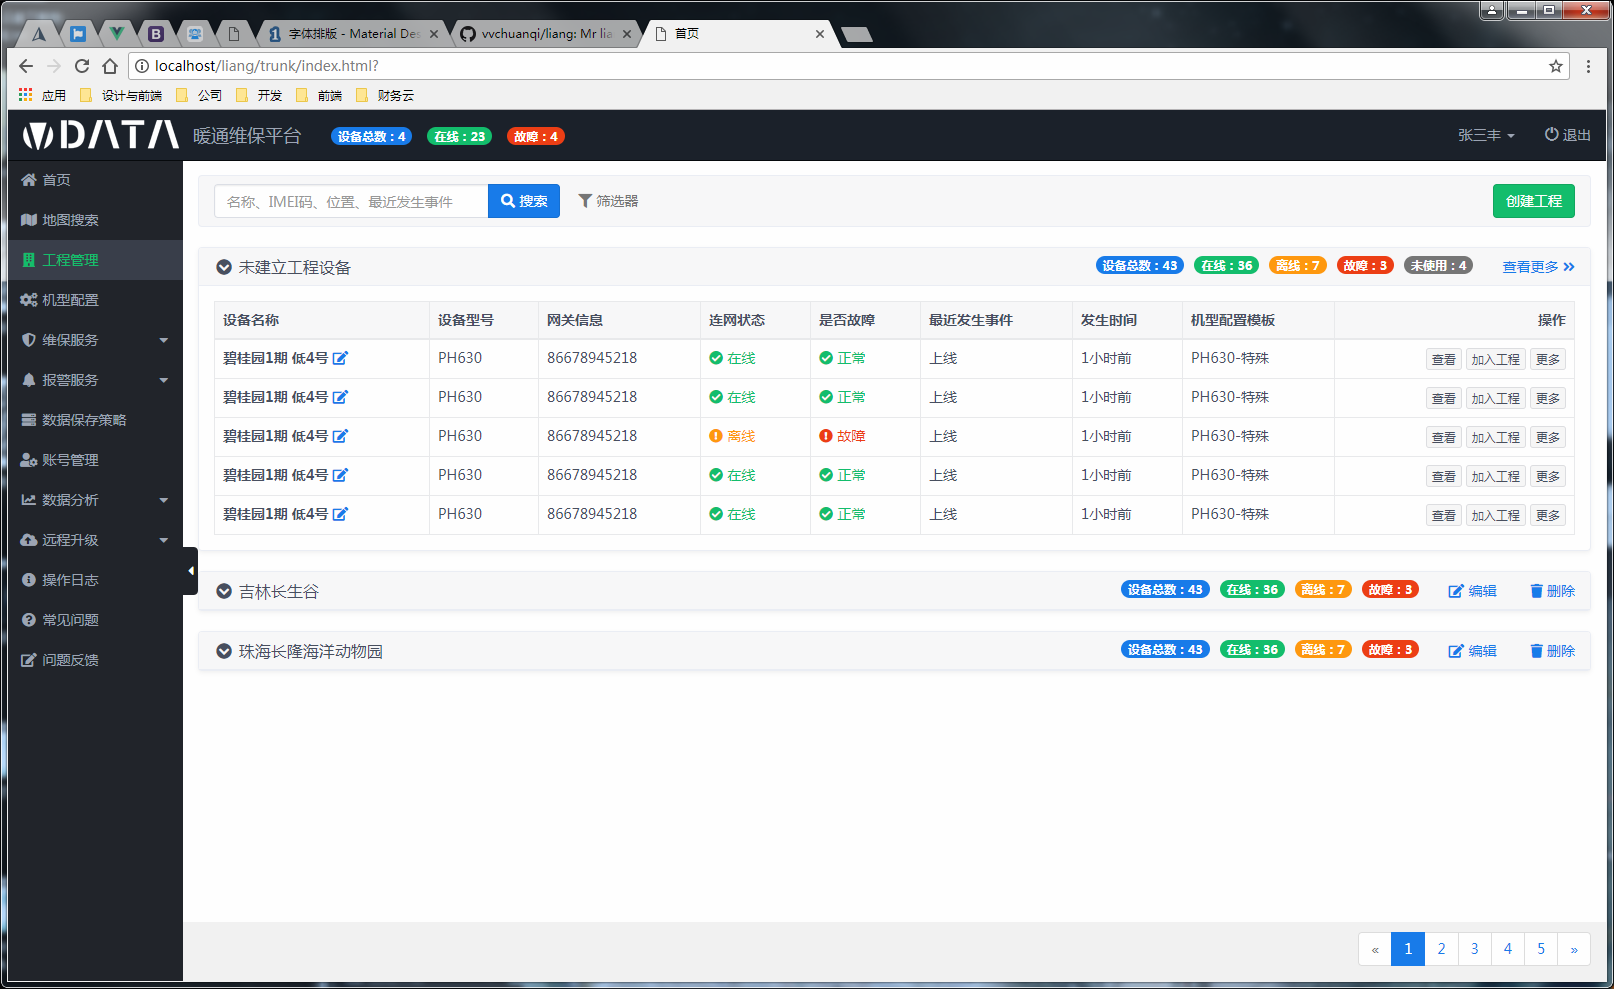 字体排版 - Material Des
vvchuanqi/liang: Mr lia
首页
localhost/liang/trunk/index.html?
应用 设计与前端 公司 开发 前端 财务云
WDATA 暖通维保平台 设备总数：4 在线：23 故障：4 张三丰 退出
首页
地图搜索
工程管理
机型配置
维保服务
报警服务
数据保存策略
账号管理
数据分析
远程升级
操作日志
常见问题
问题反馈
名称、IMEI码、位置、最近发生事件 搜索 筛选器 创建工程
未建立工程设备 设备总数：43 在线：36 离线：7 故障：3 未使用：4 查看更多 »
设备名称 设备型号 网关信息 连网状态 是否故障 最近发生事件 发生时间 机型配置模板 操作
碧桂园1期 低4号 PH630 86678945218 在线 正常 上线 1小时前 PH630-特殊 查看 加入工程 更多
碧桂园1期 低4号 PH630 86678945218 在线 正常 上线 1小时前 PH630-特殊 查看 加入工程 更多
碧桂园1期 低4号 PH630 86678945218 离线 故障 上线 1小时前 PH630-特殊 查看 加入工程 更多
碧桂园1期 低4号 PH630 86678945218 在线 正常 上线 1小时前 PH630-特殊 查看 加入工程 更多
碧桂园1期 低4号 PH630 86678945218 在线 正常 上线 1小时前 PH630-特殊 查看 加入工程 更多
吉林长生谷 设备总数：43 在线：36 离线：7 故障：3 编辑 删除
珠海长隆海洋动物园 设备总数：43 在线：36 离线：7 故障：3 编辑 删除
« 1 2 3 4 5 »